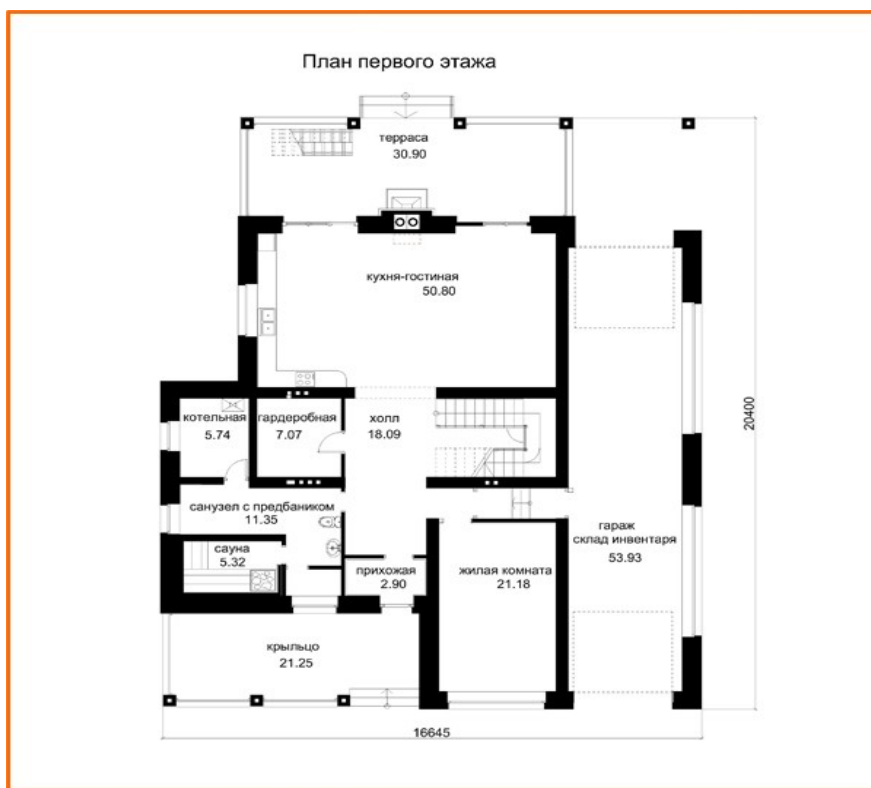 План первого этажа
терраса
30.90
кухня-гостиная
50.80
котельная
5.74
гардеробная
7.07
холл
18.09
20400
санузел с предбаником
11.35
гараж
склад инвентаря
53.93
сауна
5.32
прихожая
2.90
жилая комната
21.18
крыльцо
21.25
16645